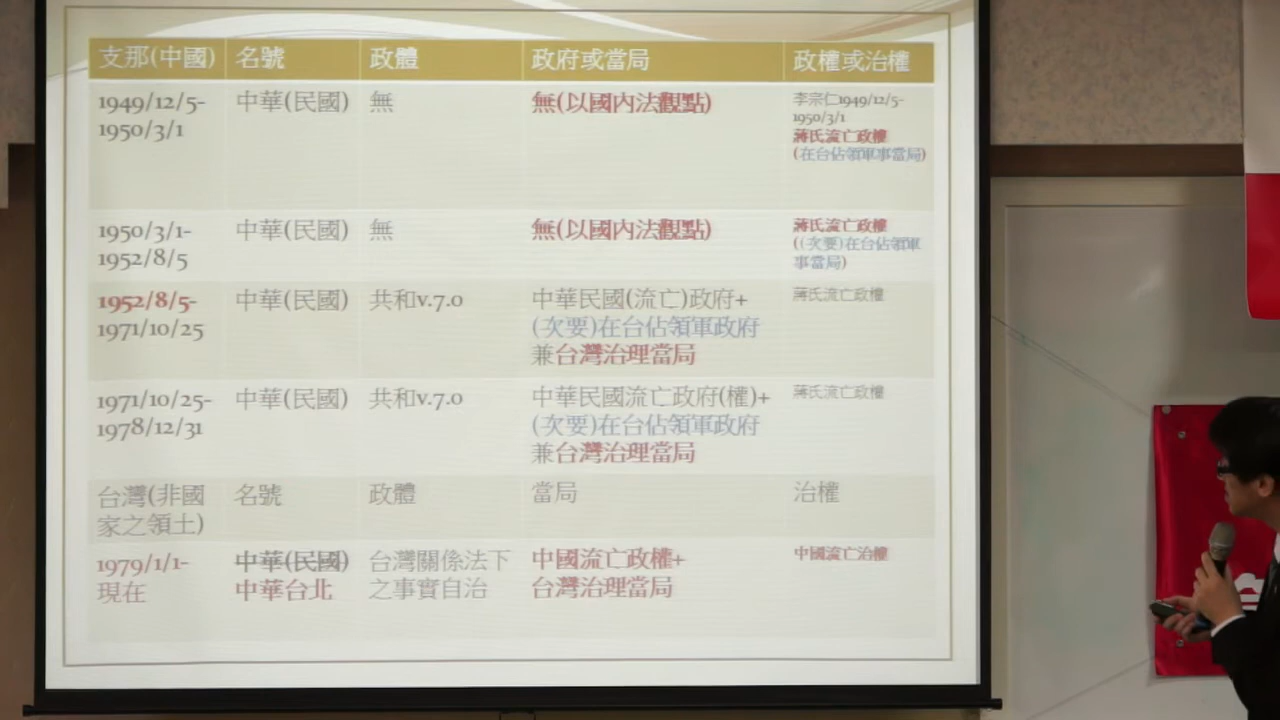 支那(中國) 名號 政體 政府或當局 政權或治權
1949/12/5- 中華(民國) 無 無(以國內法觀點) 李宗仁1949/12/5-
1950/3/1 1950/3/1
蔣氏流亡政權
(在台佔領軍事當局)
1950/3/1- 中華(民國) 無 無(以國內法觀點) 蔣氏流亡政權
1952/8/5 ((次要)在台佔領軍
事當局)
1952/8/5- 中華(民國) 共和v.7.0 中華民國(流亡)政府+ 蔣氏流亡政權
1971/10/25 (次要)在台佔領軍政府
兼台灣治理當局
1971/10/25- 中華(民國) 共和v.7.0 中華民國流亡政府(權)+ 蔣氏流亡政權
1978/12/31 (次要)在台佔領軍政府
兼台灣治理當局
台灣(非國 名號 政體 當局 治權
家之領土)
1979/1/1- 中華(民國) 台灣關係法下 中國流亡政權+ 中國流亡治權
現在 中華台北 之事實自治 台灣治理當局